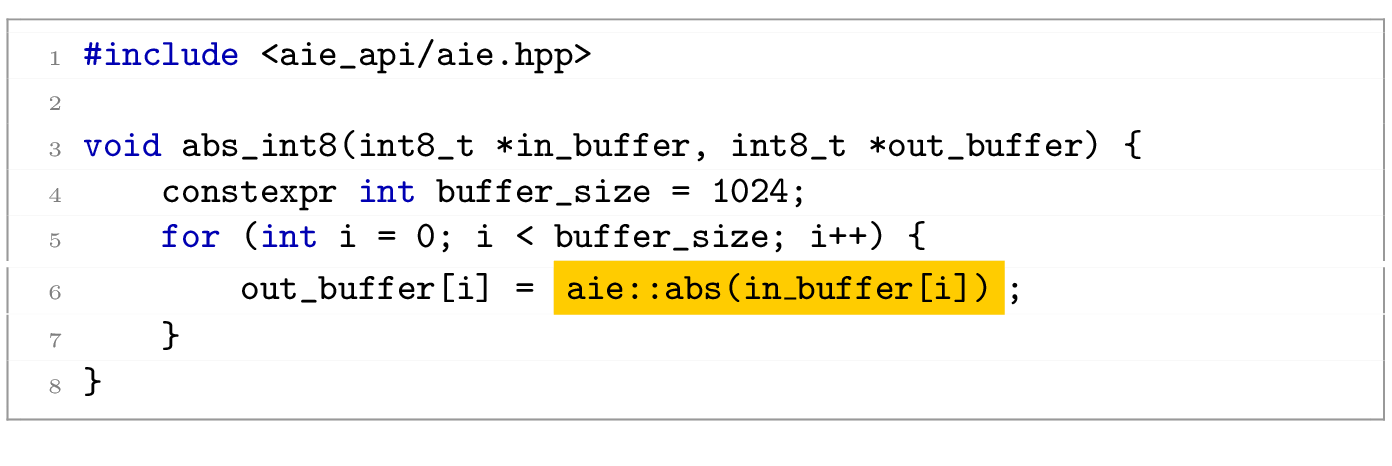 1 #include <aie_api/aie.hpp>
2
3 void abs_int8(int8_t *in_buffer, int8_t *out_buffer) {
4     constexpr int buffer_size = 1024;
5     for (int i = 0; i < buffer_size; i++) {
6         out_buffer[i] = aie::abs(in_buffer[i]);
7     }
8 }